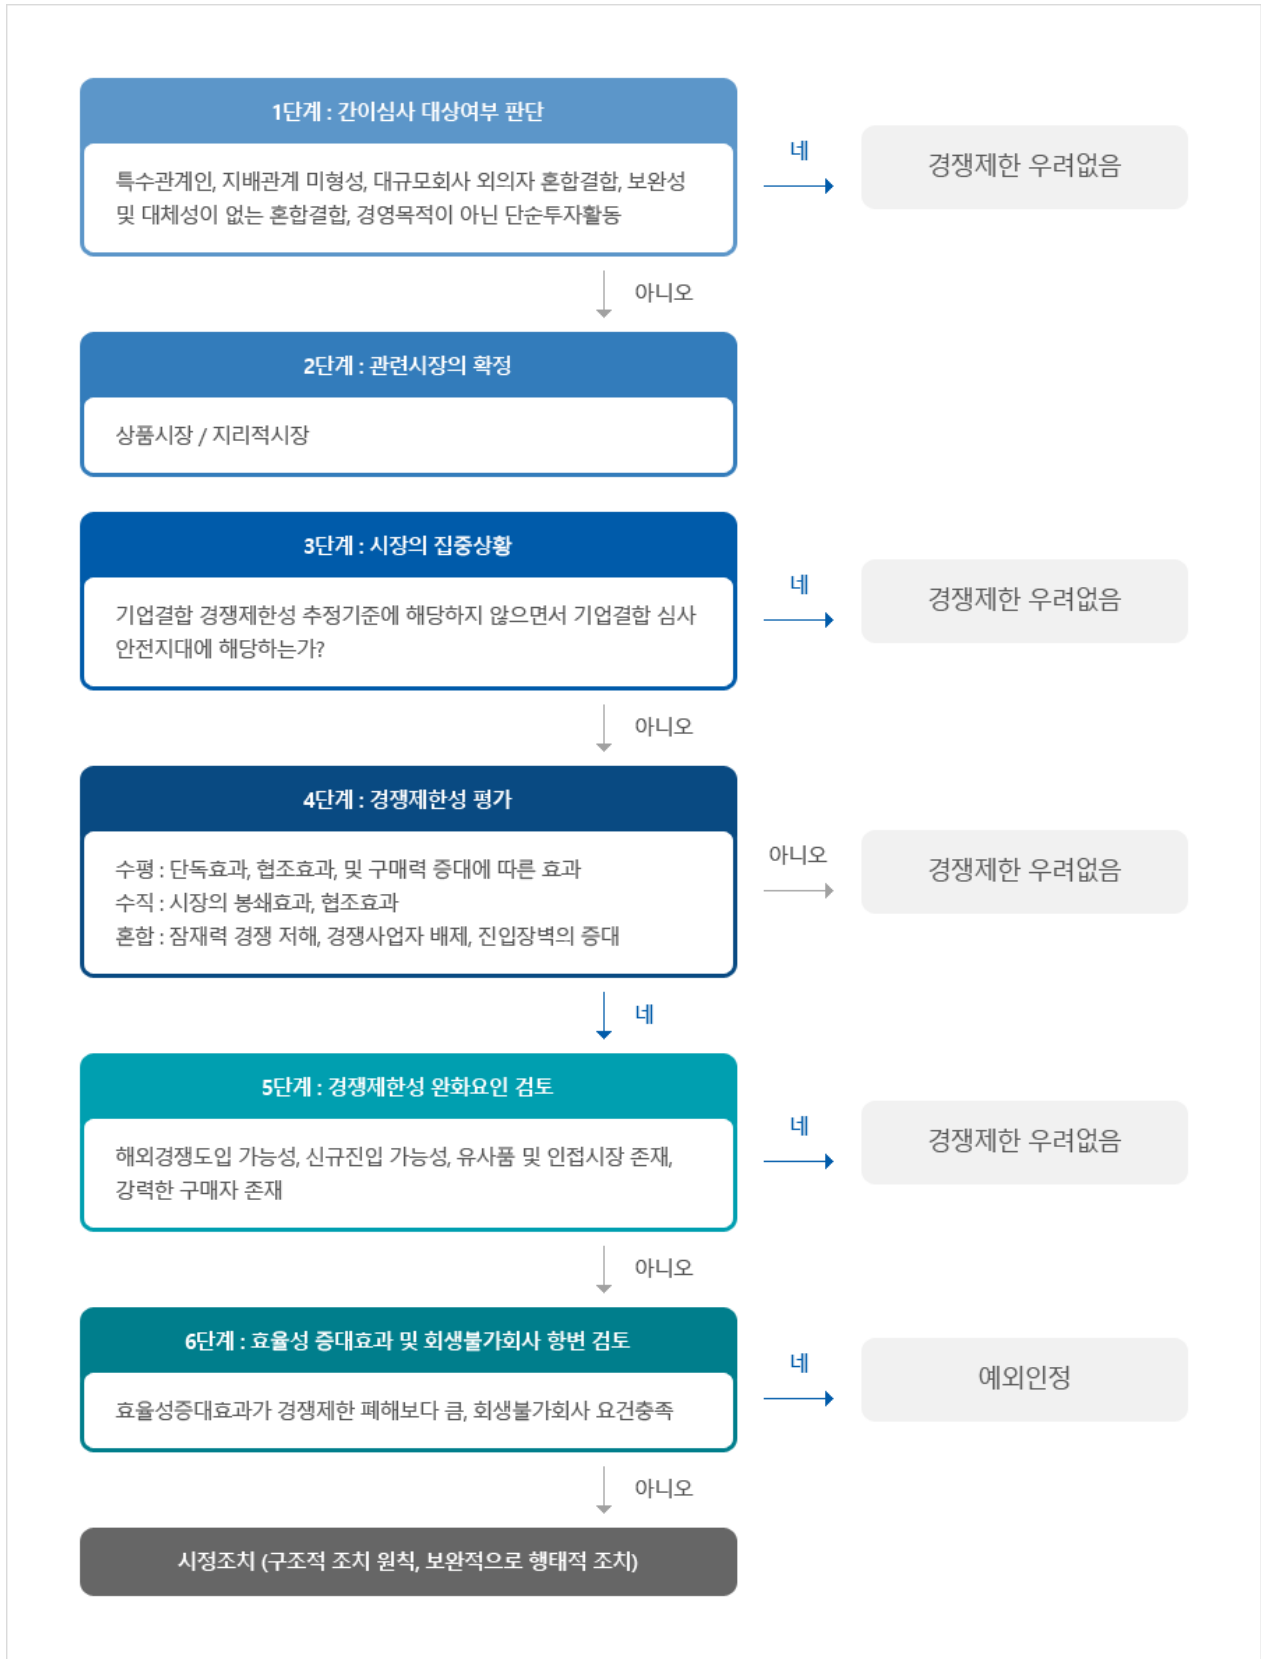 1단계 : 간이심사 대상여부 판단
특수관계인, 지배관계 미형성, 대규모회사 외의자 혼합결합, 보완성
및 대체성이 없는 혼합결합, 경영목적이 아닌 단순투자활동
네
경쟁제한 우려없음
아니오
2단계 : 관련시장의 확정
상품시장 / 지리적시장
3단계 : 시장의 집중상황
기업결합 경쟁제한성 추정기준에 해당하지 않으면서 기업결합 심사
안전지대에 해당하는가?
네
경쟁제한 우려없음
아니오
4단계 : 경쟁제한성 평가
수평 : 단독효과, 협조효과, 및 구매력 증대에 따른 효과
수직 : 시장의 봉쇄효과, 협조효과
혼합 : 잠재력 경쟁 저해, 경쟁사업자 배제, 진입장벽의 증대
아니오
경쟁제한 우려없음
네
5단계 : 경쟁제한성 완화요인 검토
해외경쟁도입 가능성, 신규진입 가능성, 유사품 및 인접시장 존재,
강력한 구매자 존재
네
경쟁제한 우려없음
아니오
6단계 : 효율성 증대효과 및 회생불가회사 항변 검토
효율성증대효과가 경쟁제한 폐해보다 큼, 회생불가회사 요건충족
네
예외인정
아니오
시정조치 (구조적 조치 원칙, 보완적으로 행태적 조치)